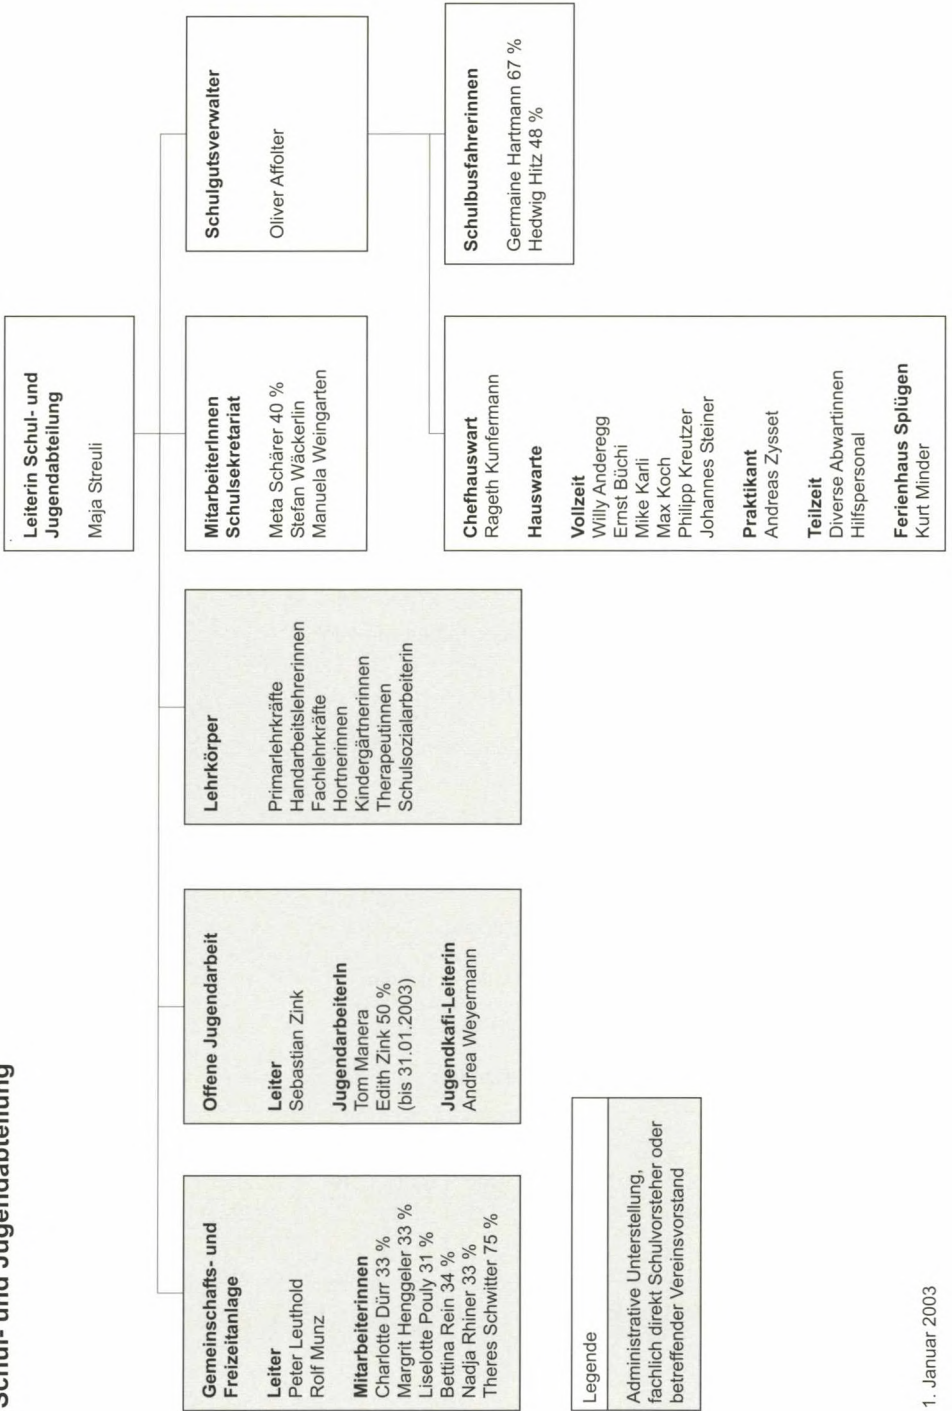 Schul- und Jugendabteilung
Leiterin Schul- und
Jugendabteilung
Maja Streuli
Gemeinschafts- und
Freizeitanlage
Leiter
Peter Leuthold
Rolf Munz
Mitarbeiterinnen
Charlotte Dürr 33 %
Margrit Henggeler 33 %
Liselotte Pouly 31 %
Bettina Rein 34 %
Nadja Rhiner 33 %
Theres Schwitter 75 %
Offene Jugendarbeit
Leiter
Sebastian Zink
JugendarbeiterIn
Tom Manera
Edith Zink 50 %
(bis 31.01.2003)
Jugendkafi-Leiterin
Andrea Weyermann
Lehrkörper
Primarlehrkräfte
Handarbeitslehrerinnen
Fachlehrkräfte
Hortnerinnen
Kindergärtnerinnen
Therapeutinnen
Schulsozialarbeiterin
MitarbeiterInnen
Schulsekretariat
Meta Schärer 40 %
Stefan Wäckerlin
Manuela Weingarten
Schulgutsverwalter
Oliver Affolter
Chefhauswart
Rageth Kunfermann
Hauswarte
Vollzeit
Willy Anderegg
Ernst Büchi
Mike Karli
Max Koch
Philipp Kreutzer
Johannes Steiner
Praktikant
Andreas Zysset
Teilzeit
Diverse Abwartinnen
Hilfspersonal
Ferienhaus Splügen
Kurt Minder
Schulbusfahrerinnen
Germaine Hartmann 67 %
Hedwig Hitz 48 %
Legende
Administrative Unterstellung,
fachlich direkt Schulvorsteher oder
betreffender Vereinsvorstand
1. Januar 2003